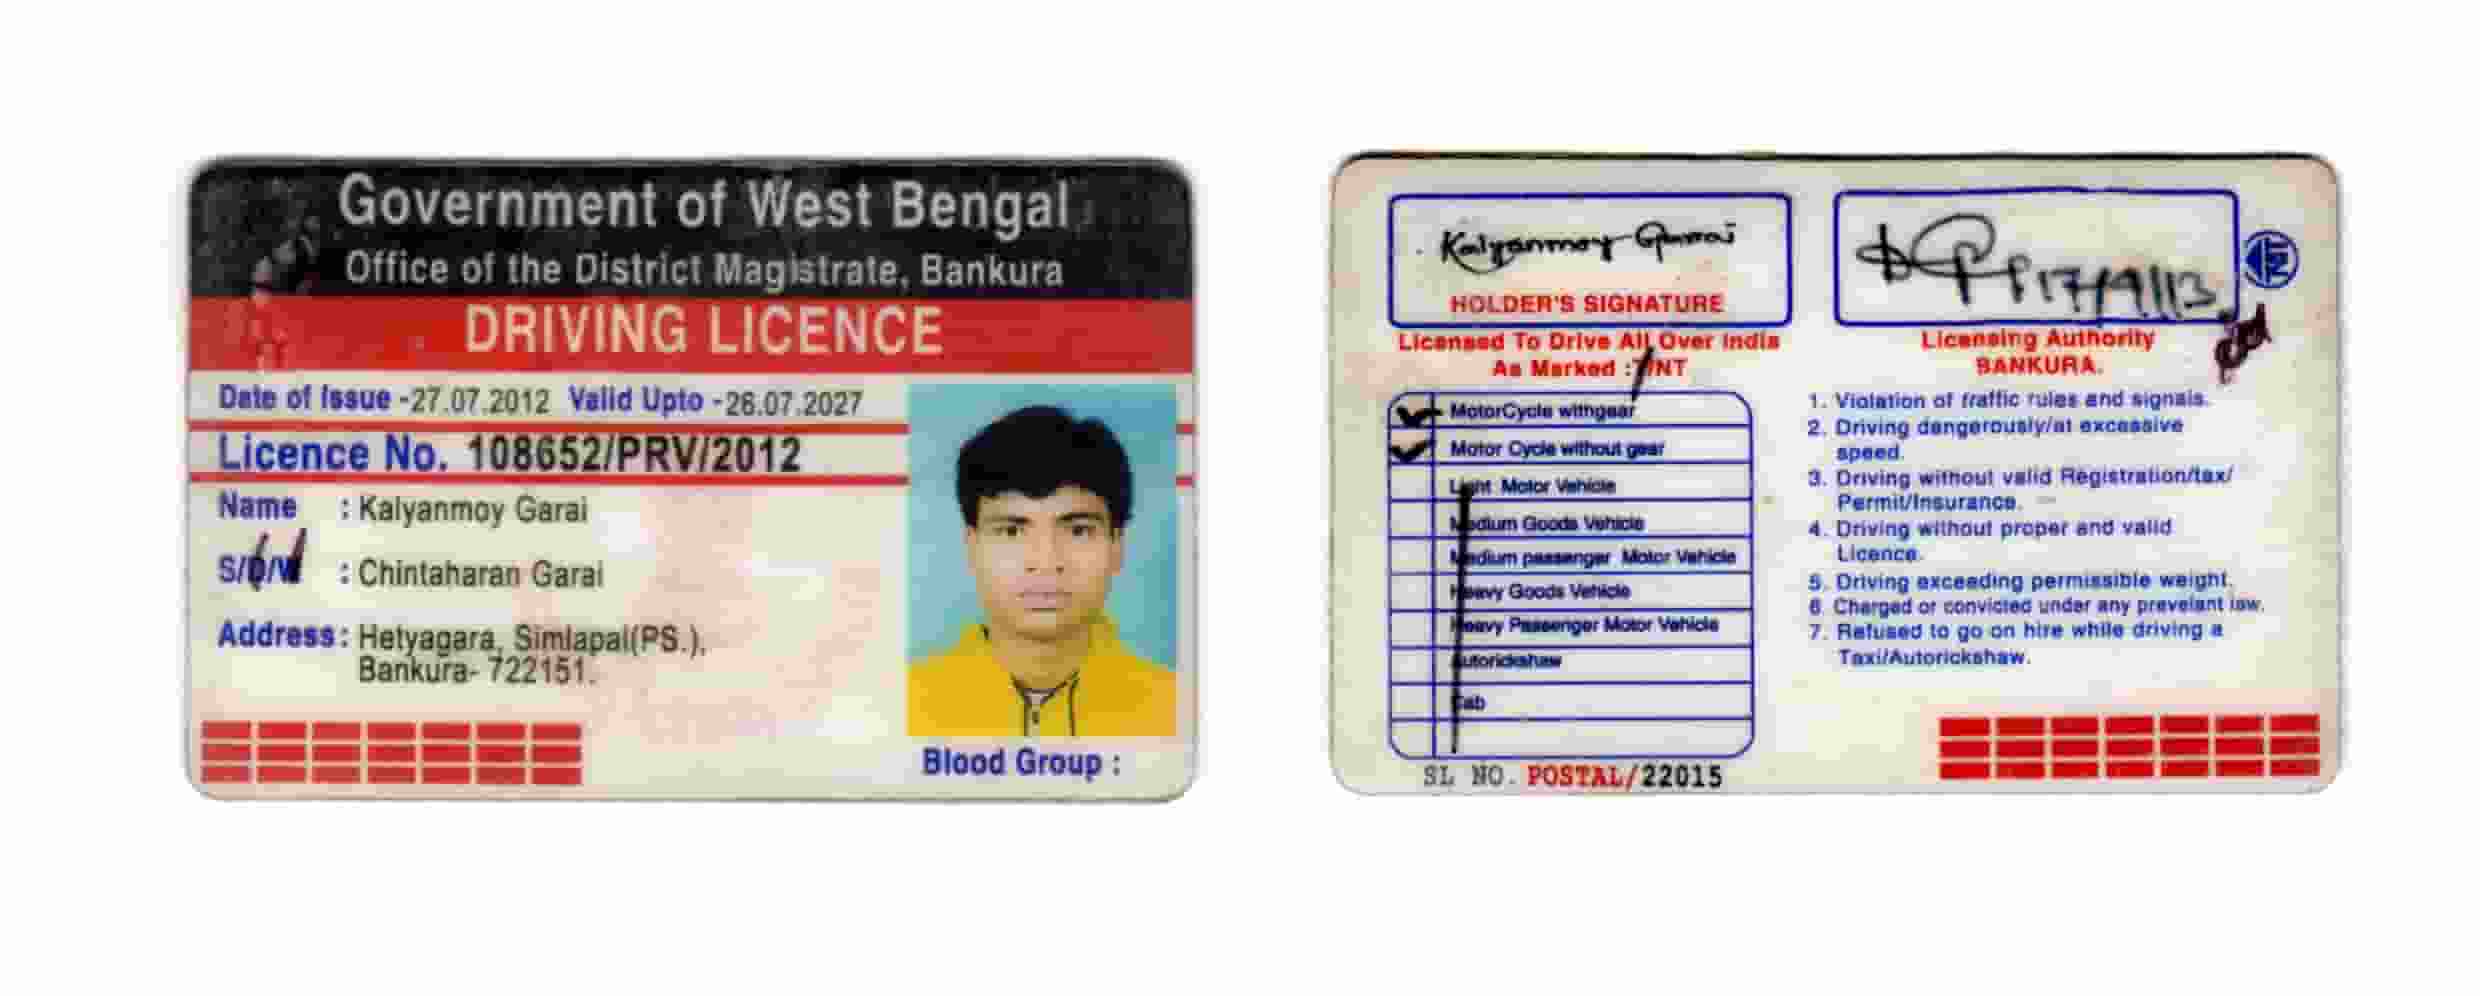 Government of West Bengal
Office of the District Magistrate, Bankura
DRIVING LICENCE
Date of Issue -27.07.2012 Valid Upto -26.07.2027
Licence No. 108652/PRV/2012
Name : Kalyanmoy Garai
S/D/W : Chintaharan Garai
Address : Hetyagara, Simlapal(PS.),
Bankura- 722151.
Blood Group :
Kalyanmoy Garai
HOLDER'S SIGNATURE
Licensed To Drive All Over India
As Marked :T/NT
MotorCycle withgear
Motor Cycle without gear
Light Motor Vehicle
Medium Goods Vehicle
Medium passenger Motor Vehicle
Heavy Goods Vehicle
Heavy Passenger Motor Vehicle
Autorickshaw
Cab
SL NO. POSTAL/22015
17/9/13
Licensing Authority
BANKURA.
1. Violation of traffic rules and signals.
2. Driving dangerously/at excessive
speed.
3. Driving without valid Registration/tax/
Permit/Insurance.
4. Driving without proper and valid
Licence.
5. Driving exceeding permissible weight.
6. Charged or convicted under any prevelant law.
7. Refused to go on hire while driving a
Taxi/Autorickshaw.